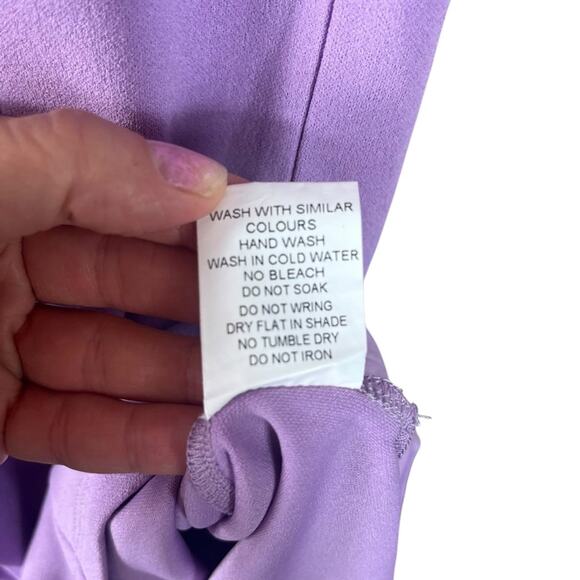 WASH WITH SIMILAR
COLOURS
HAND WASH
WASH IN COLD WATER
NO BLEACH
DO NOT SOAK
DO NOT WRING
DRY FLAT IN SHADE
NO TUMBLE DRY
DO NOT IRON